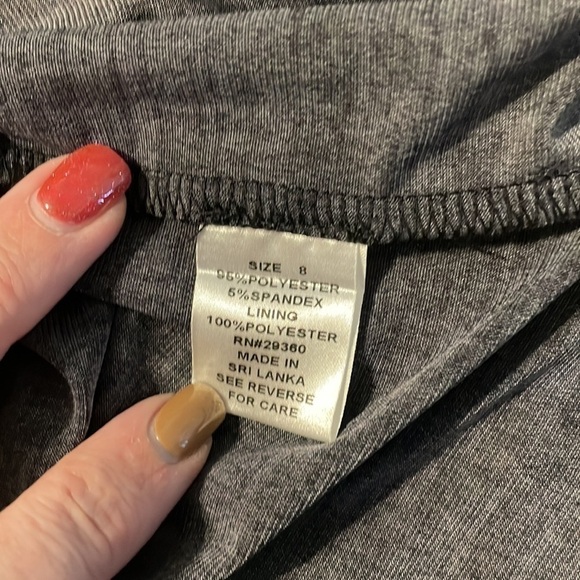 SIZE 8
95%POLYESTER
5%SPANDEX
LINING
100%POLYESTER
RN#29360
MADE IN
SRI LANKA
SEE REVERSE
FOR CARE